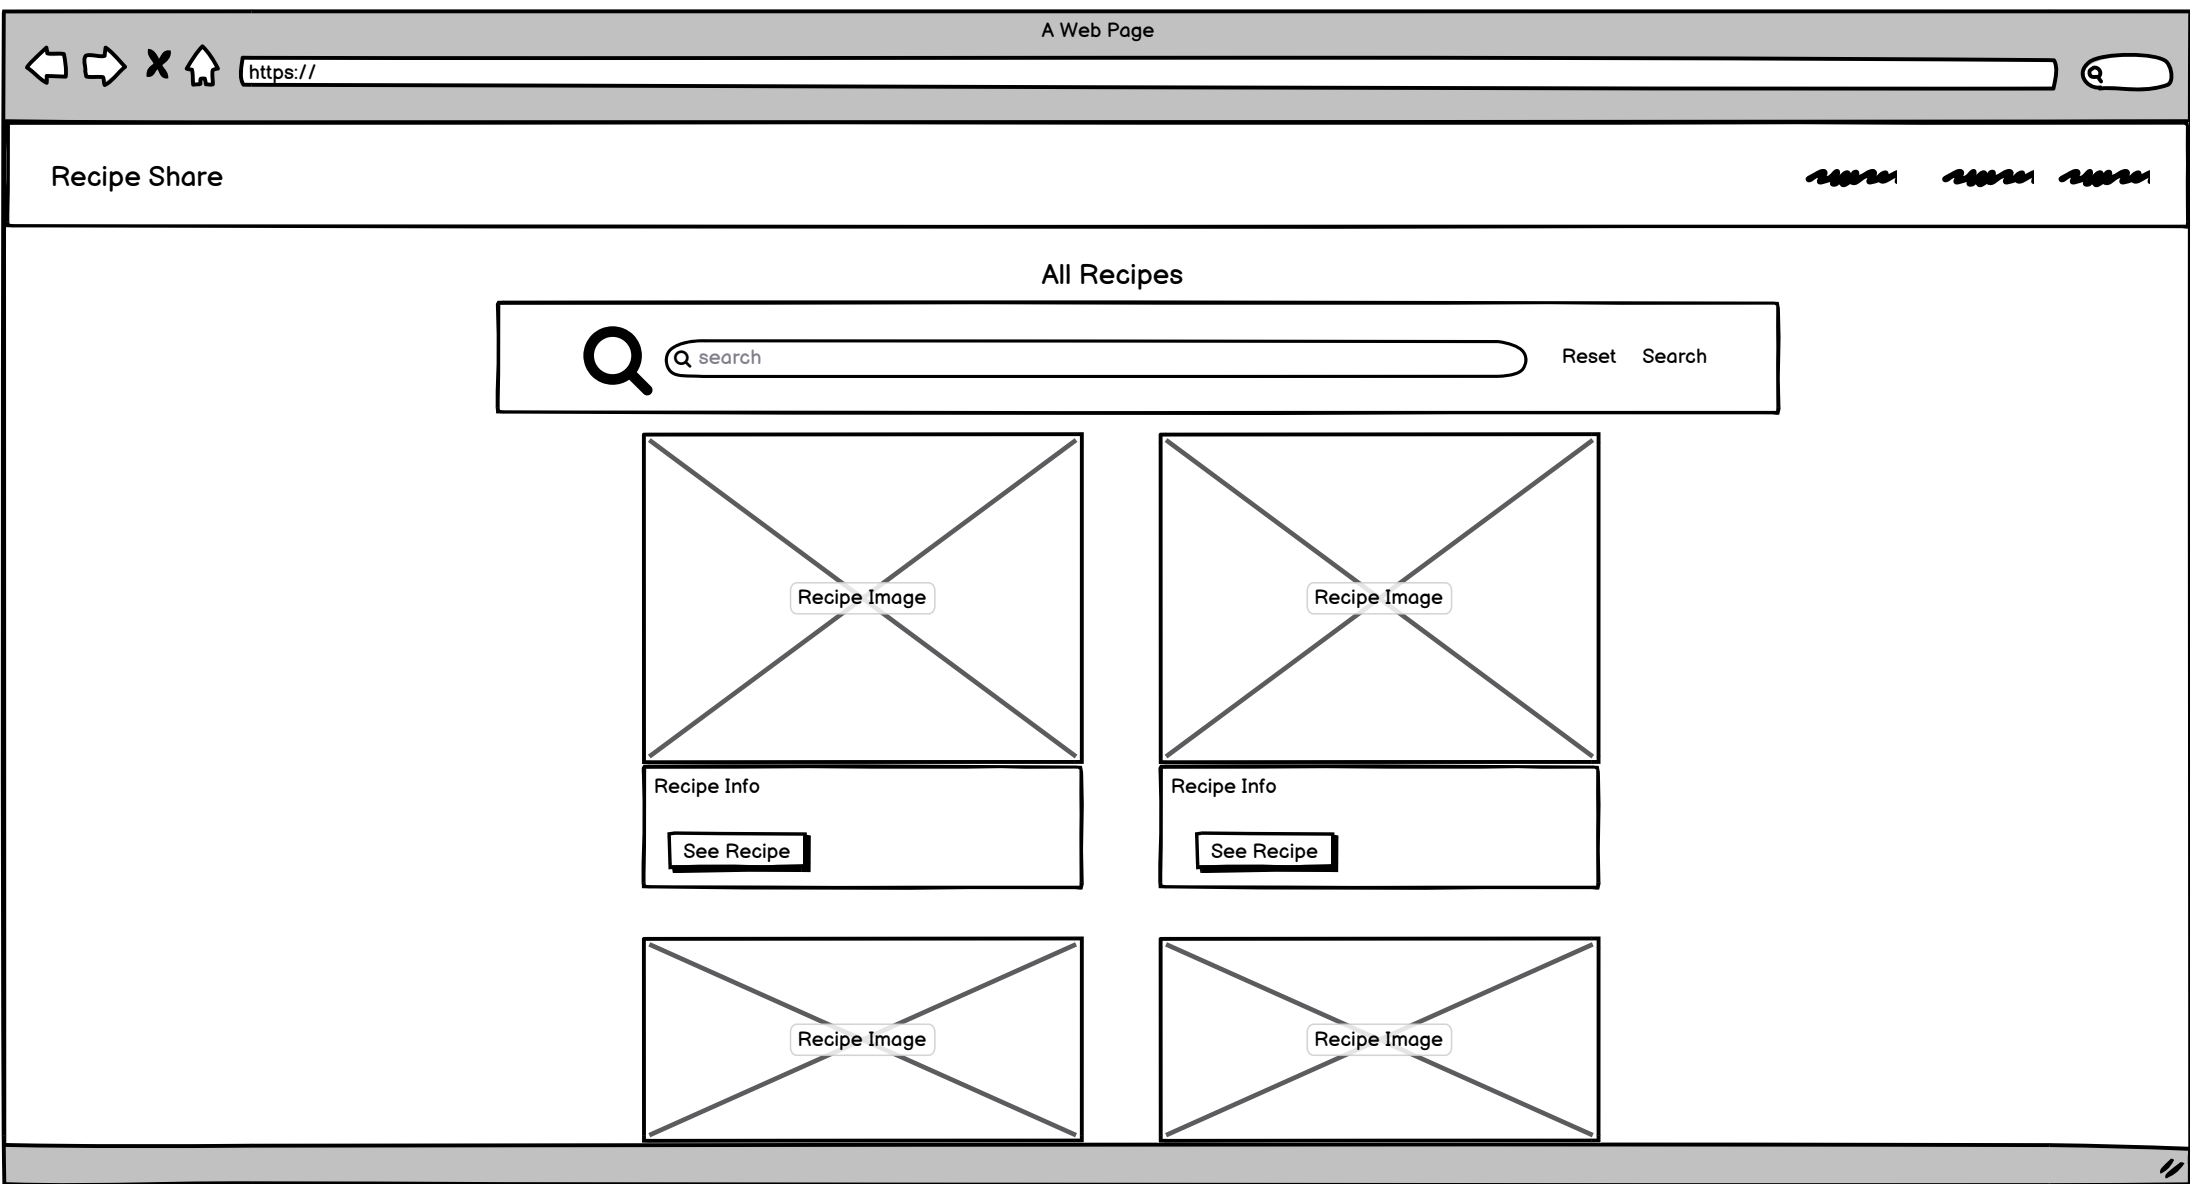 A Web Page
https://
Recipe Share
All Recipes
search
Reset Search
Recipe Image
Recipe Image
Recipe Info
Recipe Info
See Recipe
See Recipe
Recipe Image
Recipe Image